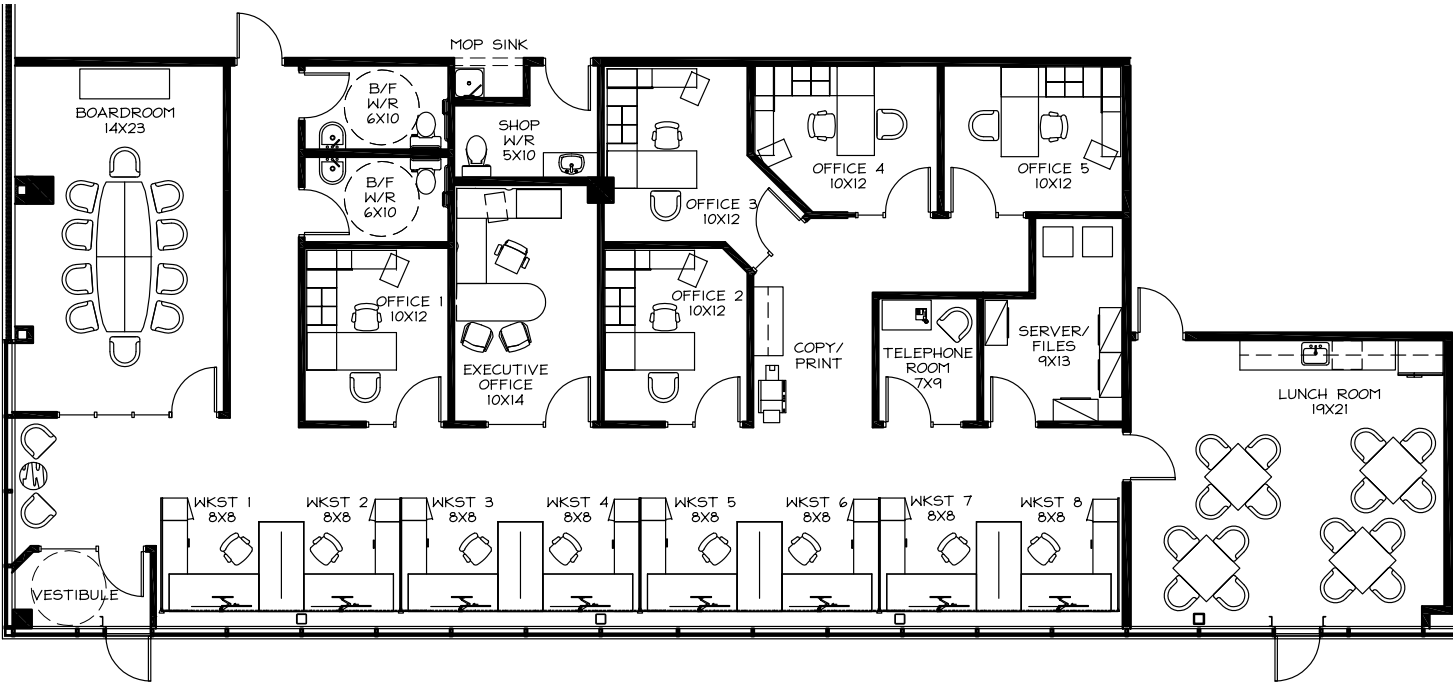 MOP SINK
BOARDROOM
14X23
B/F
W/R
6X10
SHOP
W/R
5X10
B/F
W/R
6X10
OFFICE 3
10X12
OFFICE 4
10X12
OFFICE 5
10X12
OFFICE 1
10X12
EXECUTIVE
OFFICE
10X14
OFFICE 2
10X12
COPY/
PRINT
TELEPHONE
ROOM
7X9
SERVER/
FILES
9X13
LUNCH ROOM
19X21
WKST 1
8X8
WKST 2
8X8
WKST 3
8X8
WKST 4
8X8
WKST 5
8X8
WKST 6
8X8
WKST 7
8X8
WKST 8
8X8
VESTIBULE